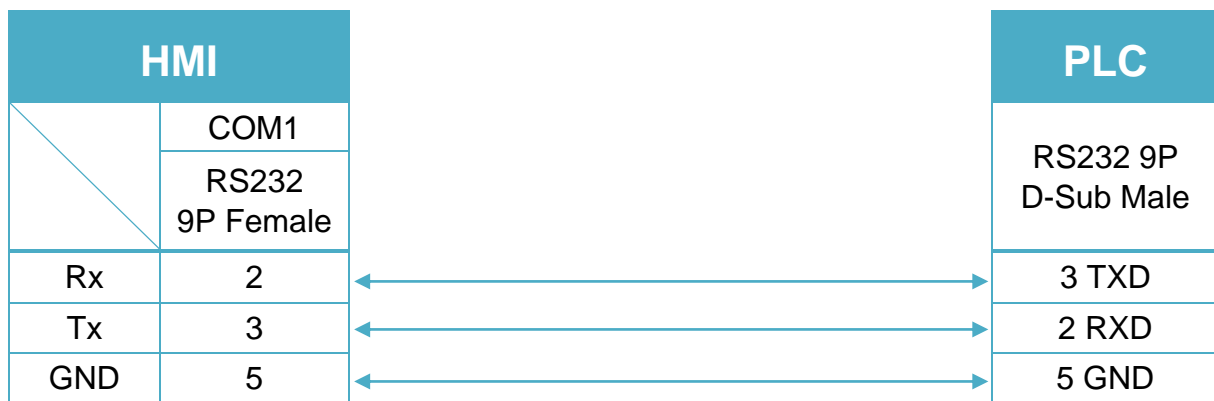 HMI
PLC
COM1
RS232
9P Female
RS232 9P
D-Sub Male
Rx 2 3 TXD
Tx 3 2 RXD
GND 5 5 GND